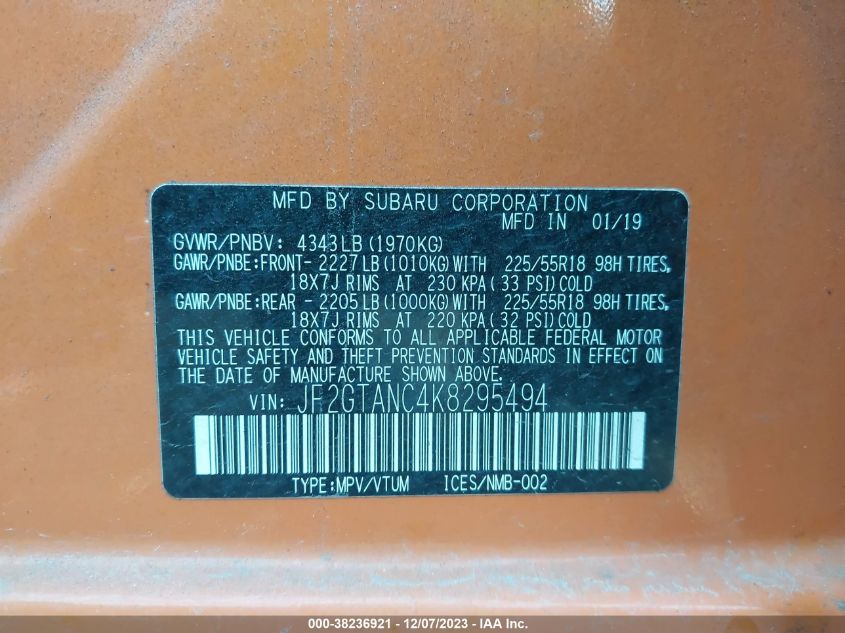 MFD BY SUBARU CORPORATION
MFD IN 01/19
GVWR/PNBV: 4343LB(1970KG)
GAWR/PNBE:FRONT- 2227LB(1010KG)WITH 225/55R18 98H TIRES,
18X7J RIMS AT 230 KPA( 33 PSI)COLD
GAWR/PNBE:REAR - 2205LB(1000KG)WITH 225/55R18 98H TIRES,
18X7J RIMS AT 220 KPA( 32 PSI)COLD
THIS VEHICLE CONFORMS TO ALL APPLICABLE FEDERAL MOTOR
VEHICLE SAFETY AND THEFT PREVENTION STANDARDS IN EFFECT ON
THE DATE OF MANUFACTURE SHOWN ABOVE.
VIN: JF2GTANC4K8295494
TYPE:MPV/VTUM ICES/NMB-002
000-38236921 - 12/07/2023 - IAA Inc.